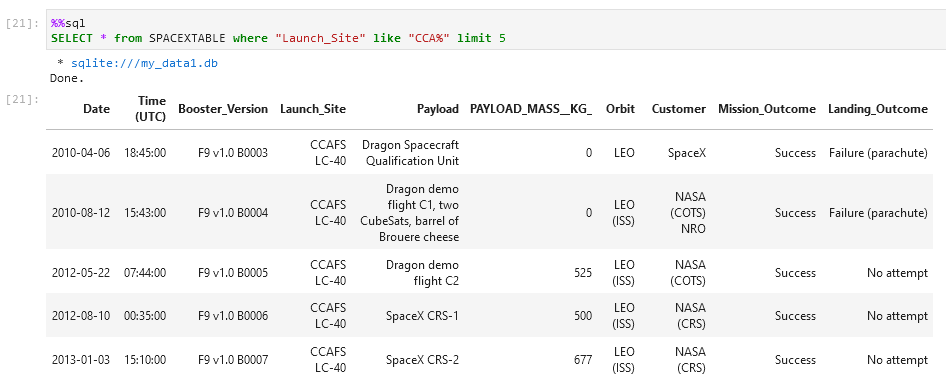 [21]: %%sql
SELECT * from SPACEXTABLE where "Launch_Site" like "CCA%" limit 5
* sqlite:///my_data1.db
Done.
[21]:
Date Time (UTC) Booster_Version Launch_Site Payload PAYLOAD_MASS__KG_ Orbit Customer Mission_Outcome Landing_Outcome
2010-04-06 18:45:00 F9 v1.0 B0003 CCAFS LC-40 Dragon Spacecraft Qualification Unit 0 LEO SpaceX Success Failure (parachute)
2010-08-12 15:43:00 F9 v1.0 B0004 CCAFS LC-40 Dragon demo flight C1, two CubeSats, barrel of Brouere cheese 0 LEO (ISS) NASA (COTS) NRO Success Failure (parachute)
2012-05-22 07:44:00 F9 v1.0 B0005 CCAFS LC-40 Dragon demo flight C2 525 LEO (ISS) NASA (COTS) Success No attempt
2012-08-10 00:35:00 F9 v1.0 B0006 CCAFS LC-40 SpaceX CRS-1 500 LEO (ISS) NASA (CRS) Success No attempt
2013-01-03 15:10:00 F9 v1.0 B0007 CCAFS LC-40 SpaceX CRS-2 677 LEO (ISS) NASA (CRS) Success No attempt